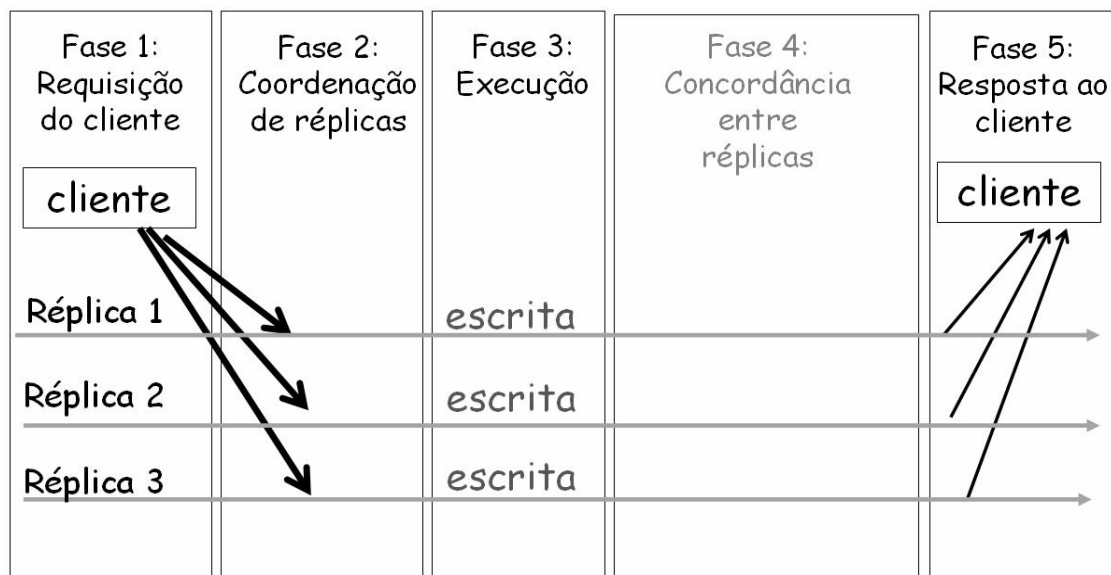 Fase 1:
Requisição
do cliente
Fase 2:
Coordenação
de réplicas
Fase 3:
Execução
Fase 4:
Concordância
entre
réplicas
Fase 5:
Resposta ao
cliente
cliente
cliente
Réplica 1
escrita
Réplica 2
escrita
Réplica 3
escrita